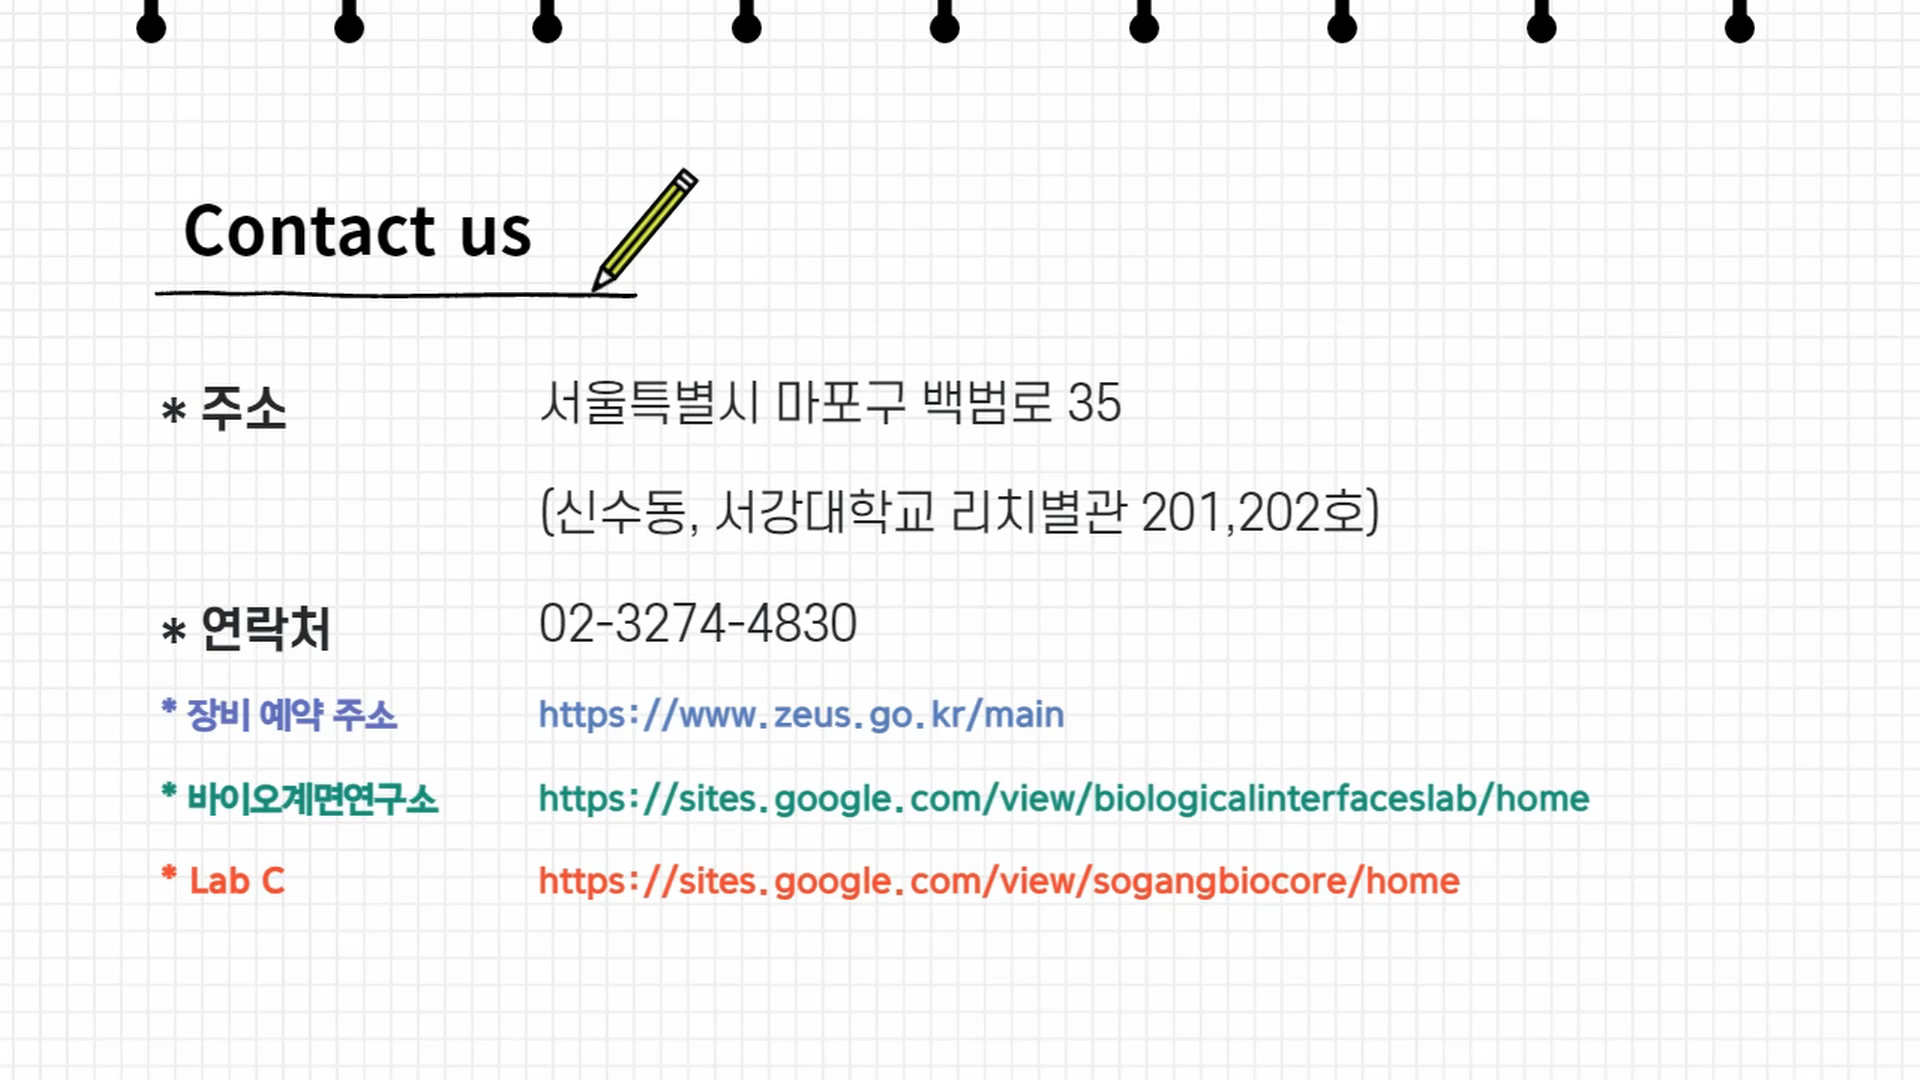 Contact us
* 주소 서울특별시 마포구 백범로 35
(신수동, 서강대학교 리치별관 201,202호)
* 연락처 02-3274-4830
* 장비 예약 주소 https://www.zeus.go.kr/main
* 바이오계면연구소 https://sites.google.com/view/biologicalinterfaceslab/home
* Lab C https://sites.google.com/view/sogangbiocore/home